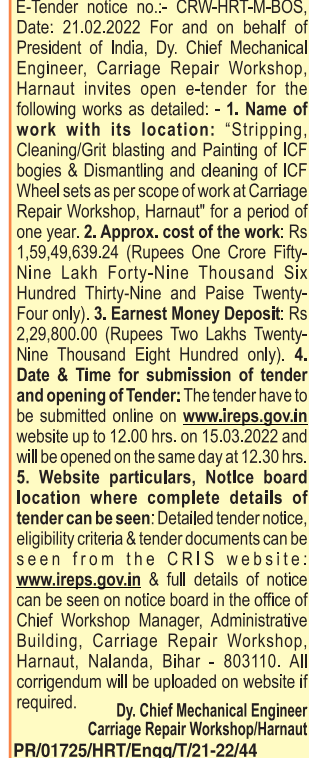 E-Tender notice no.:- CRW-HRT-M-BOS,
Date: 21.02.2022 For and on behalf of
President of India, Dy. Chief Mechanical
Engineer, Carriage Repair Workshop,
Harnaut invites open e-tender for the
following works as detailed: - 1. Name of
work with its location: “Stripping,
Cleaning/Grit blasting and Painting of ICF
bogies & Dismantling and cleaning of ICF
Wheel sets as per scope of work at Carriage
Repair Workshop, Harnaut" for a period of
one year. 2. Approx. cost of the work: Rs
1,59,49,639.24 (Rupees One Crore Fifty-
Nine Lakh Forty-Nine Thousand Six
Hundred Thirty-Nine and Paise Twenty-
Four only). 3. Earnest Money Deposit: Rs
2,29,800.00 (Rupees Two Lakhs Twenty-
Nine Thousand Eight Hundred only). 4.
Date & Time for submission of tender
and opening of Tender: The tender have to
be submitted online on www.ireps.gov.in
website up to 12.00 hrs. on 15.03.2022 and
will be opened on the same day at 12.30 hrs.
5. Website particulars, Notice board
location where complete details of
tender can be seen: Detailed tender notice,
eligibility criteria & tender documents can be
seen from the CRIS website:
www.ireps.gov.in & full details of notice
can be seen on notice board in the office of
Chief Workshop Manager, Administrative
Building, Carriage Repair Workshop,
Harnaut, Nalanda, Bihar - 803110. All
corrigendum will be uploaded on website if
required.
Dy. Chief Mechanical Engineer
Carriage Repair Workshop/Harnaut
PR/01725/HRT/Engg/T/21-22/44